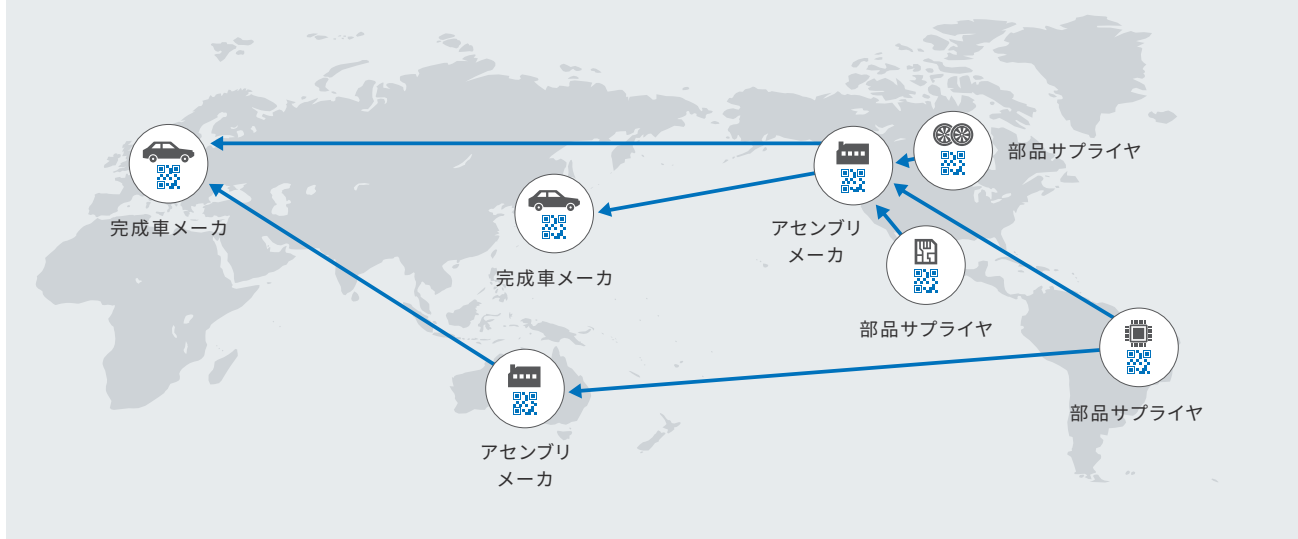 部品サプライヤ
完成車メーカ
アセンブリ
メーカ
完成車メーカ
部品サプライヤ
部品サプライヤ
アセンブリ
メーカ